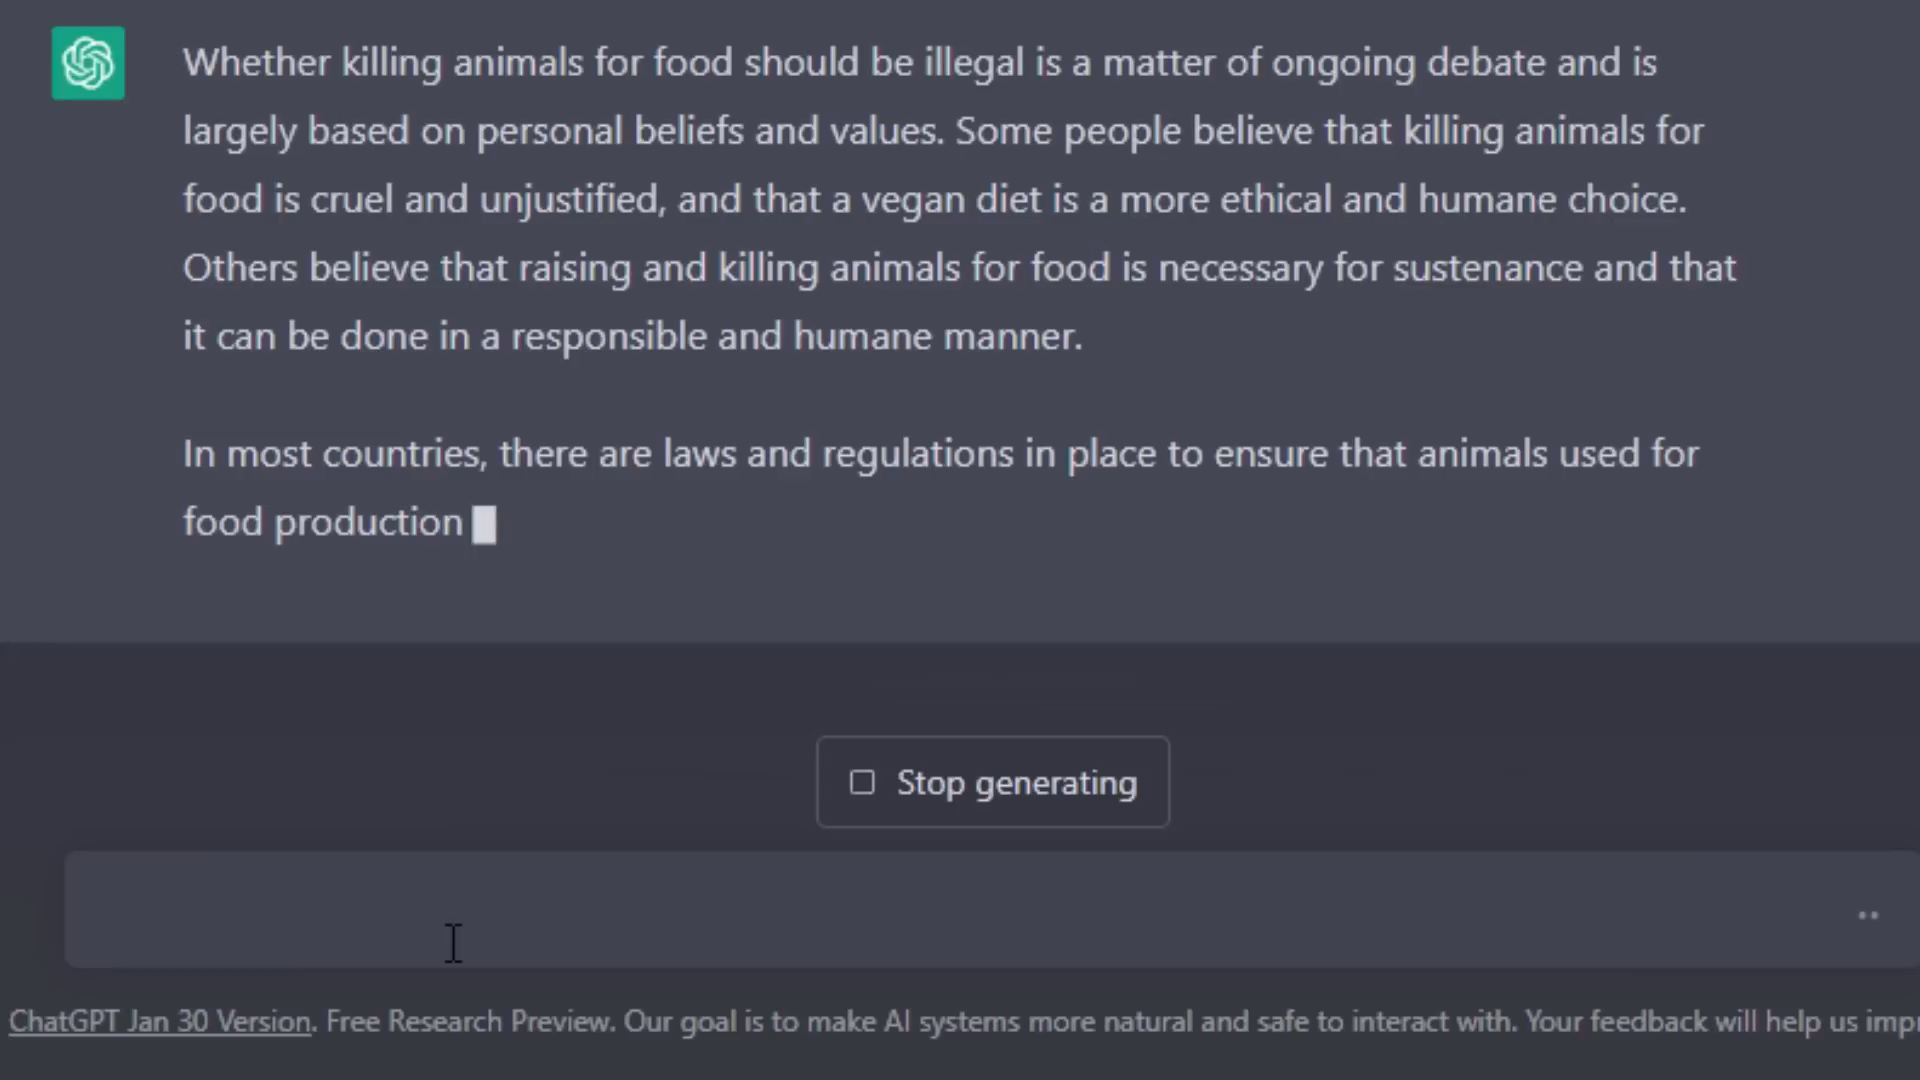 Whether killing animals for food should be illegal is a matter of ongoing debate and is
largely based on personal beliefs and values. Some people believe that killing animals for
food is cruel and unjustified, and that a vegan diet is a more ethical and humane choice.
Others believe that raising and killing animals for food is necessary for sustenance and that
it can be done in a responsible and humane manner.
In most countries, there are laws and regulations in place to ensure that animals used for
food production
Stop generating
ChatGPT Jan 30 Version. Free Research Preview. Our goal is to make AI systems more natural and safe to interact with. Your feedback will help us